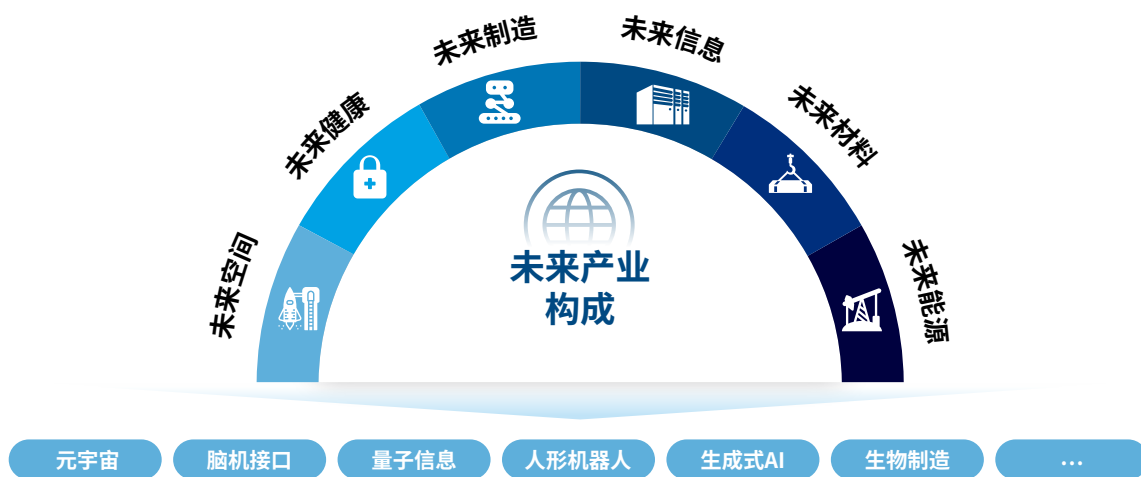 未来制造
未来信息
未来健康
未来材料
未来空间
未来能源
未来产业
构成
元宇宙
脑机接口
量子信息
人形机器人
生成式AI
生物制造
...